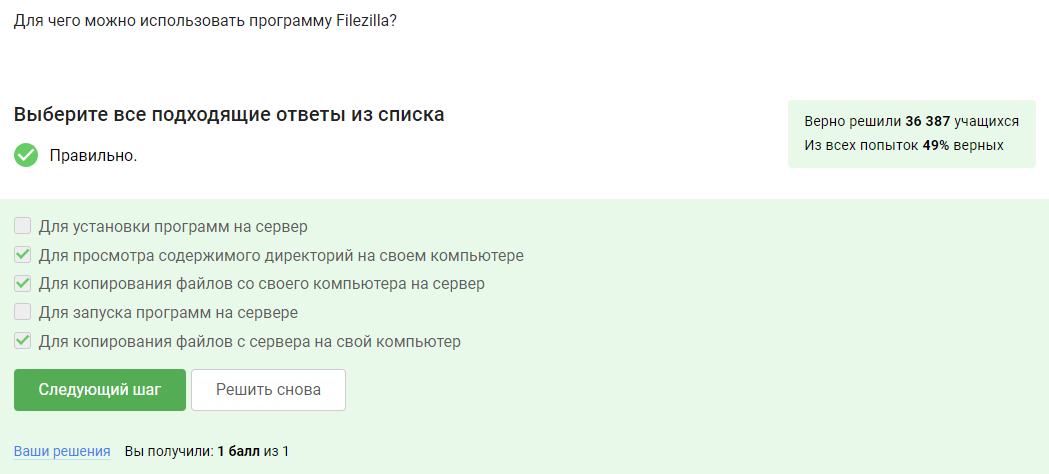 Для чего можно использовать программу Filezilla?
Выберите все подходящие ответы из списка
Верно решили 36 387 учащихся
Из всех попыток 49% верных
Правильно.
Для установки программ на сервер
Для просмотра содержимого директорий на своем компьютере
Для копирования файлов со своего компьютера на сервер
Для запуска программ на сервере
Для копирования файлов с сервера на свой компьютер
Следующий шаг
Решить снова
Ваши решения
Вы получили: 1 балл из 1